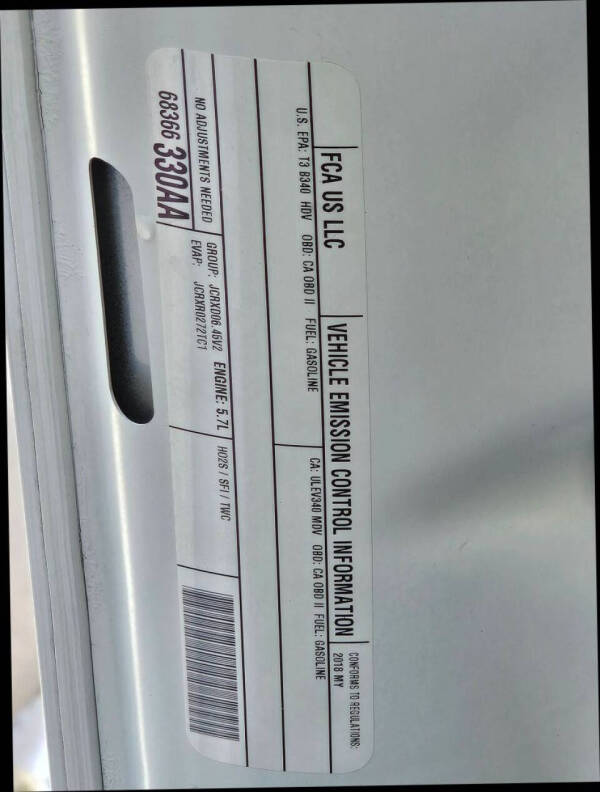 FCA US LLC
VEHICLE EMISSION CONTROL INFORMATION
CONFORMS TO REGULATIONS:
2018 MY
U.S. EPA: T3 B340 HDV OBD: CA OBD II FUEL: GASOLINE
CA: ULEV340 MDV OBD: CA OBD II FUEL: GASOLINE
NO ADJUSTMENTS NEEDED
68366 330AA
GROUP: JCRXD06.45V2
EVAP: JCRXR0272TC1
ENGINE: 5.7L
HO2S / SFI / TWC